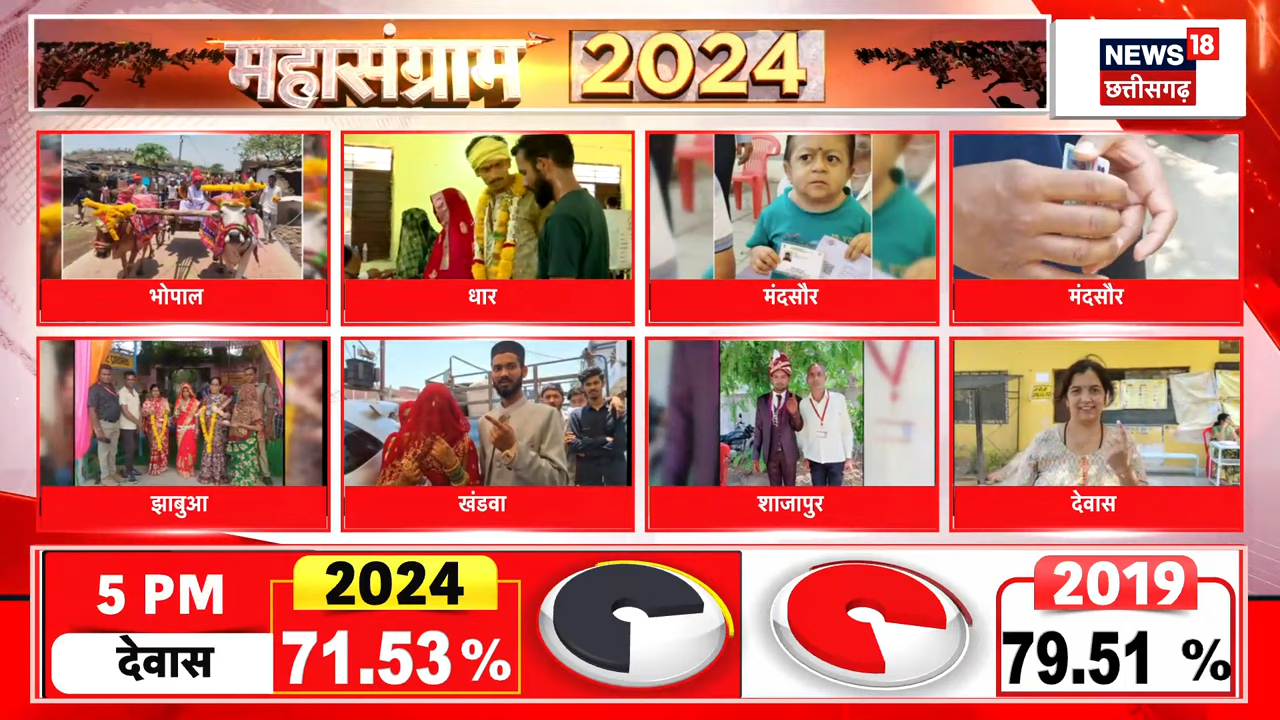 महासंग्राम 2024
NEWS 18
छत्तीसगढ़
भोपाल
धार
मंदसौर
मंदसौर
झाबुआ
खंडवा
शाजापुर
देवास
5 PM
देवास
2024
71.53%
2019
79.51 %